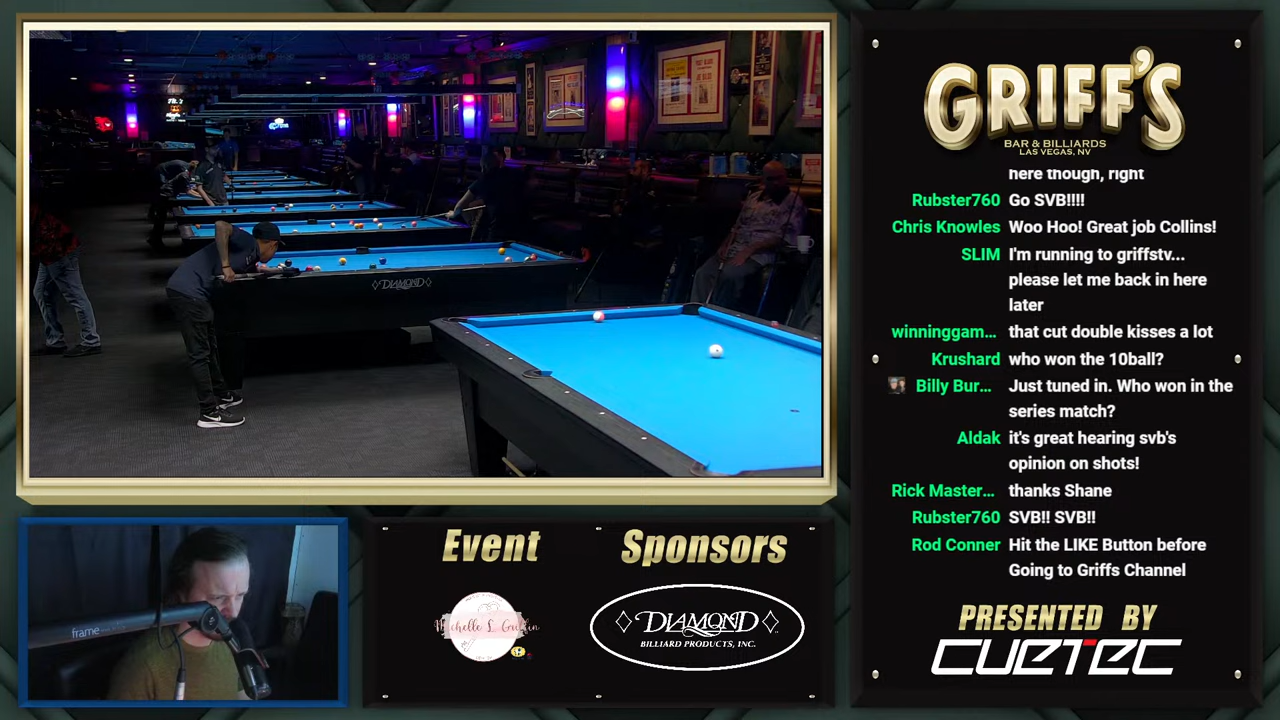 GRIFF'S
BAR & BILLIARDS
LAS VEGAS, NV
here though, right
Rubster760 Go SVB!!!!
Chris Knowles Woo Hoo! Great job Collins!
SLIM I'm running to griffstv...
please let me back in here
later
winninggam... that cut double kisses a lot
Krushard who won the 10ball?
Billy Bur... Just tuned in. Who won in the
series match?
Aldak it's great hearing svb's
opinion on shots!
Rick Master... thanks Shane
Rubster760 SVB!! SVB!!
Rod Conner Hit the LIKE Button before
Going to Griffs Channel
PRESENTED BY
CUETEC
DIAMOND
frame
Event Sponsors
Michelle L. Griffin
DIAMOND
BILLIARD PRODUCTS, INC.